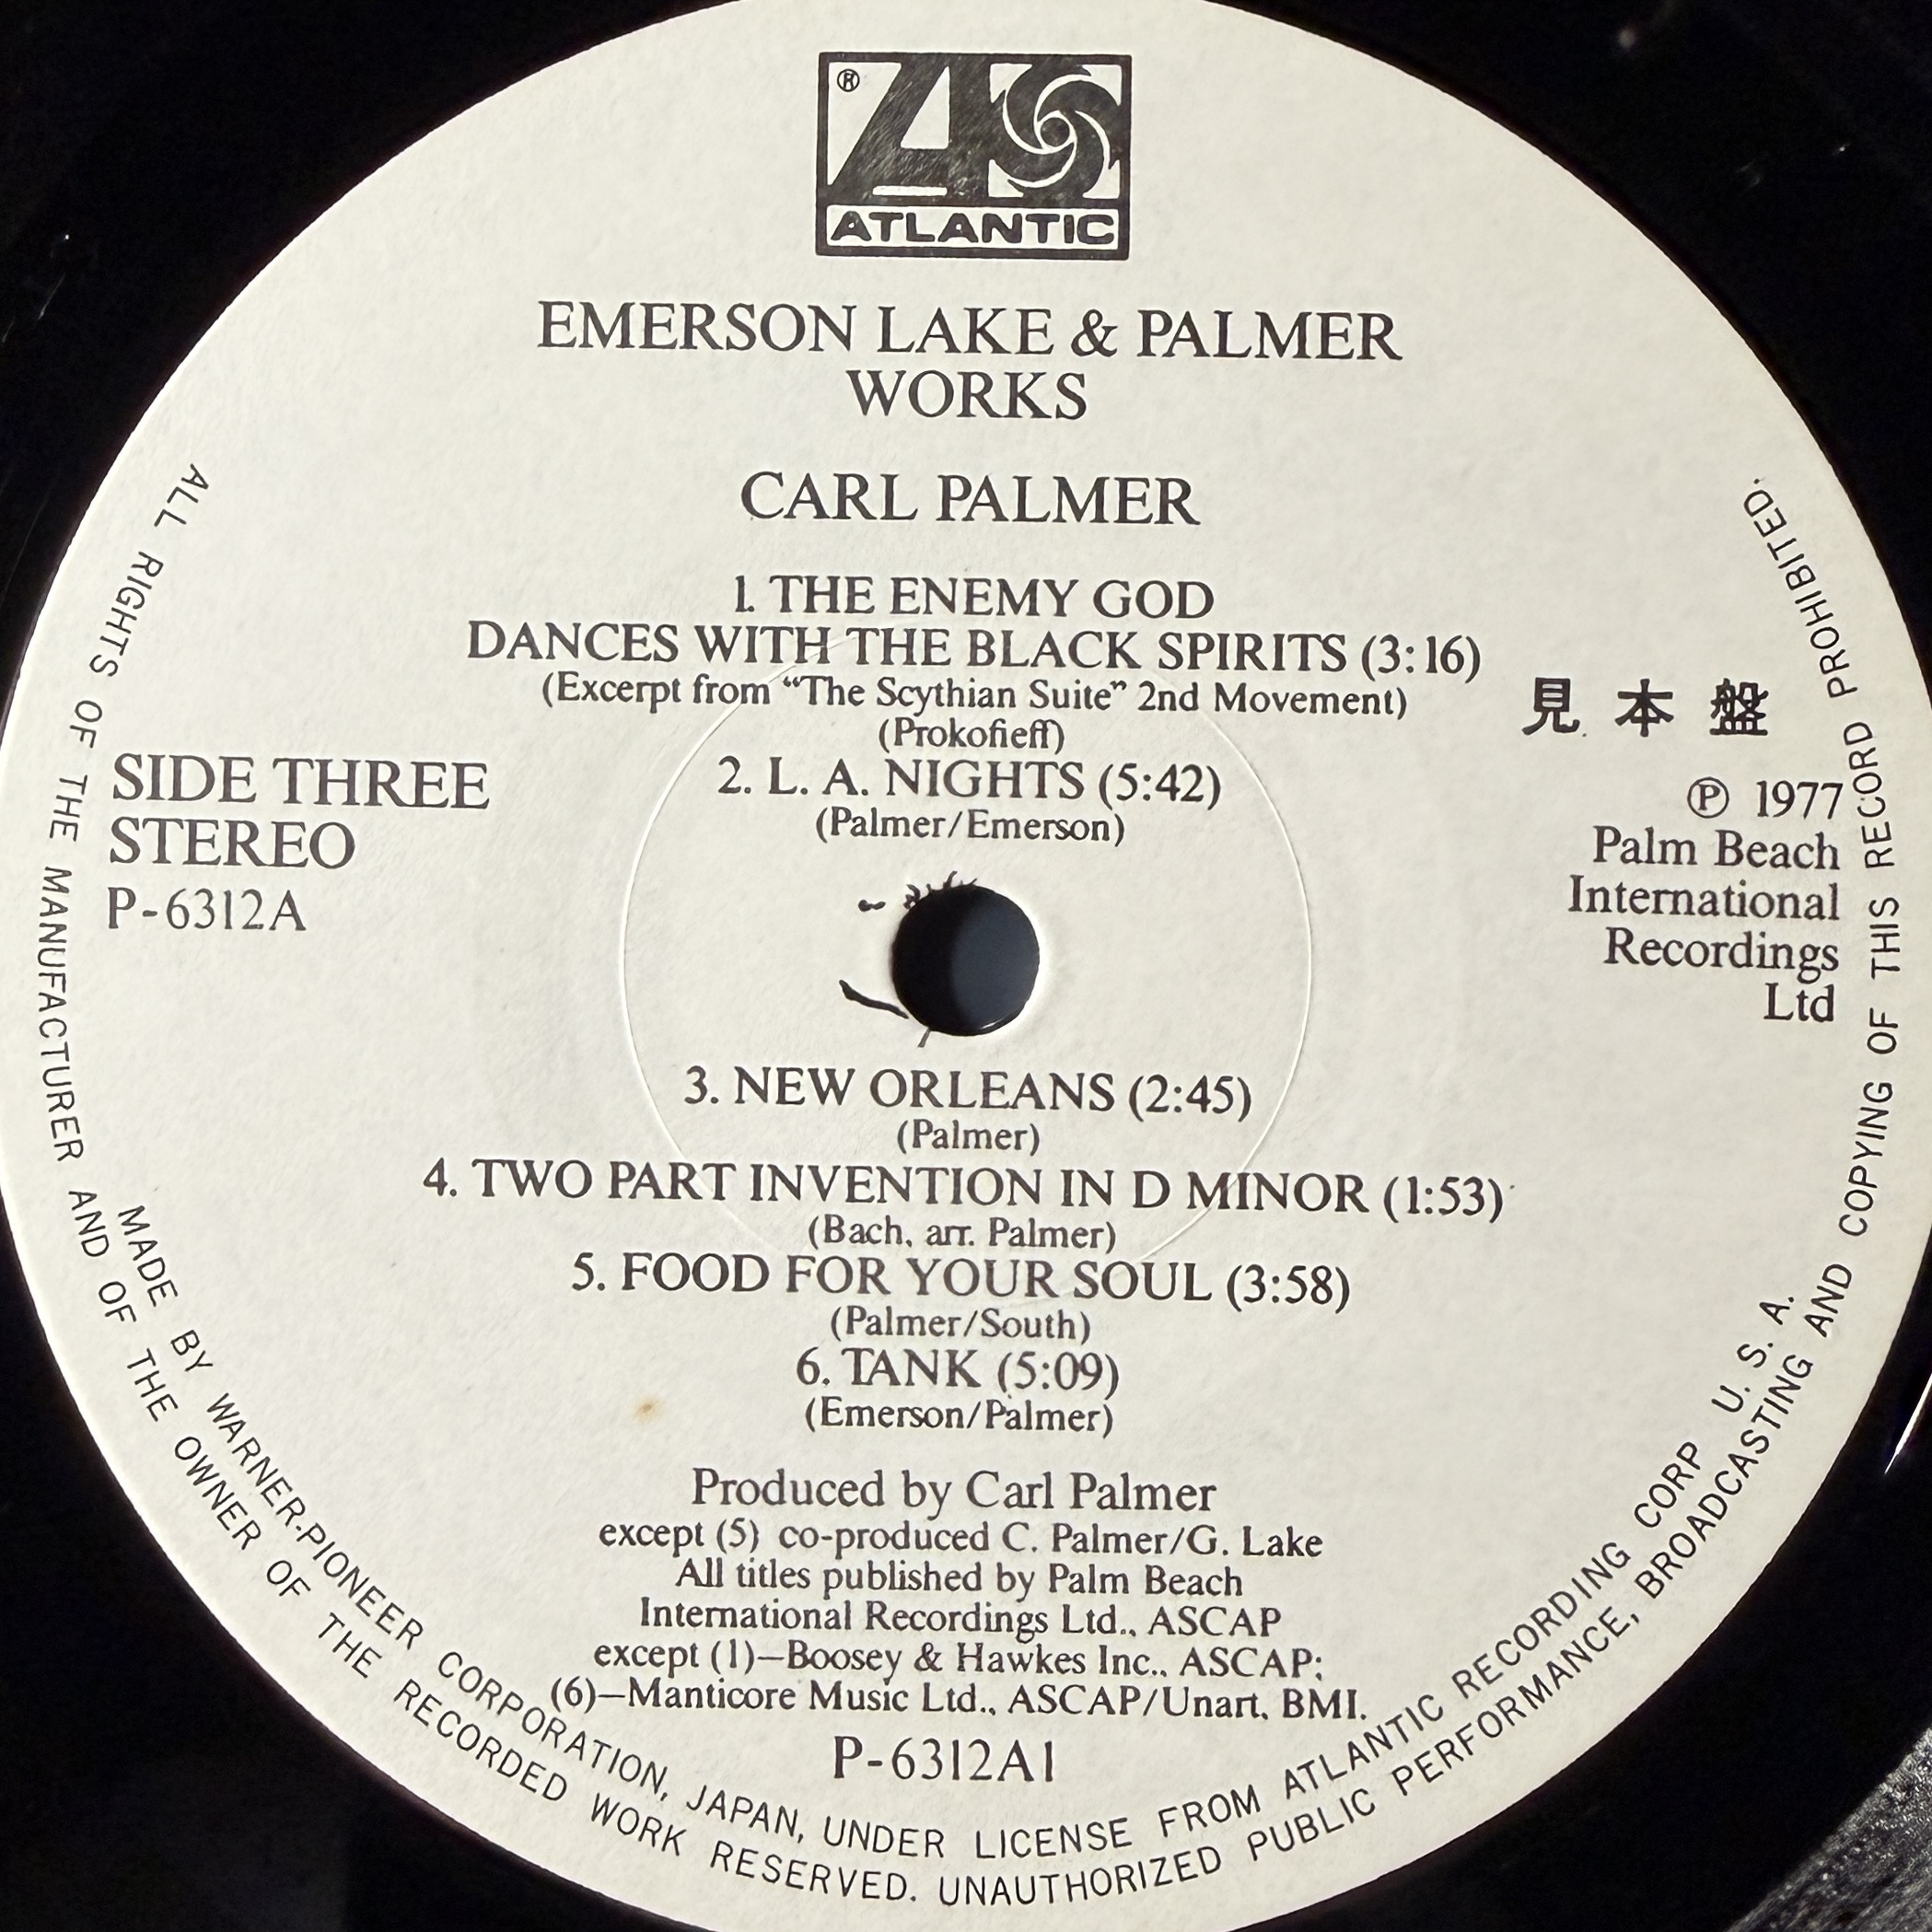 ®
ATLANTIC
EMERSON LAKE & PALMER
WORKS
CARL PALMER
1. THE ENEMY GOD
DANCES WITH THE BLACK SPIRITS (3:16)
(Excerpt from “The Scythian Suite” 2nd Movement)
(Prokofieff)
2. L. A. NIGHTS (5:42)
(Palmer/Emerson)
SIDE THREE
STEREO
P-6312A
見本盤
℗ 1977
Palm Beach
International
Recordings
Ltd
3. NEW ORLEANS (2:45)
(Palmer)
4. TWO PART INVENTION IN D MINOR (1:53)
(Bach, arr. Palmer)
5. FOOD FOR YOUR SOUL (3:58)
(Palmer/South)
6. TANK (5:09)
(Emerson/Palmer)
Produced by Carl Palmer
except (5) co-produced C. Palmer/G. Lake
All titles published by Palm Beach
International Recordings Ltd., ASCAP
except (1)—Boosey & Hawkes Inc., ASCAP;
(6)—Manticore Music Ltd., ASCAP/Unart, BMI.
P-6312A1
MADE BY WARNER-PIONEER CORPORATION, JAPAN, UNDER LICENSE FROM ATLANTIC RECORDING CORP U. S. A.
ALL RIGHTS OF THE MANUFACTURER AND OF THE OWNER OF THE RECORDED WORK RESERVED. UNAUTHORIZED PUBLIC PERFORMANCE, BROADCASTING AND COPYING OF THIS RECORD PROHIBITED.